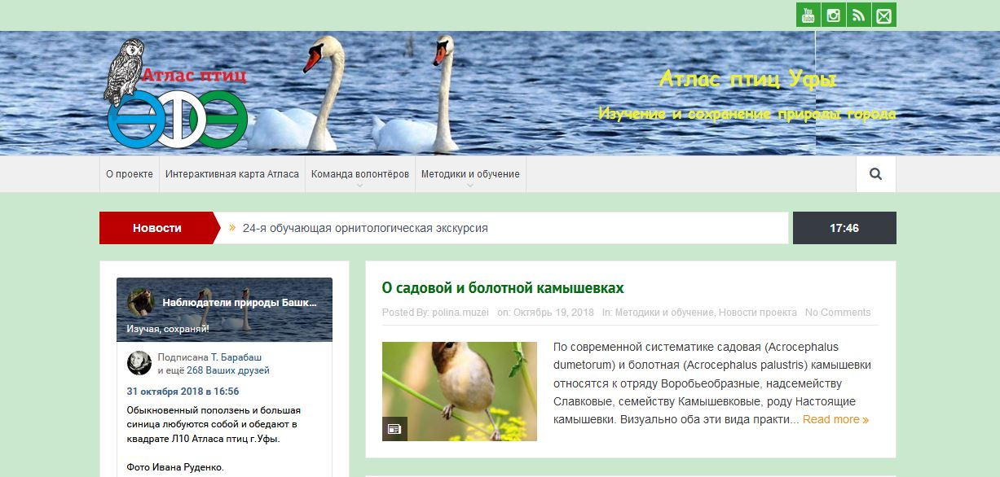 You
Tube
Атлас птиц
ӘФӘ
Атлас птиц Уфы
Изучение и сохранение природы города
О проекте
Интерактивная карта Атласа
Команда волонтёров
Методики и обучение
Новости
24-я обучающая орнитологическая экскурсия
17:46
Наблюдатели природы Башк...
Изучая, сохраняй!
Подписана Т. Барабаш
и ещё 268 Ваших друзей
31 октября 2018 в 16:56
Обыкновенный поползень и большая
синица любуются собой и обедают в
квадрате Л10 Атласа птиц г.Уфы.
Фото Ивана Руденко.
О садовой и болотной камышевках
Posted By: polina.muzei on: Октябрь 19, 2018 In: Методики и обучение, Новости проекта No Comments
По современной систематике садовая (Acrocephalus
dumetorum) и болотная (Acrocephalus palustris) камышевки
относятся к отряду Воробьеобразные, надсемейству
Славковые, семейству Камышевковые, роду Настоящие
камышевки. Визуально оба эти вида практи... Read more »